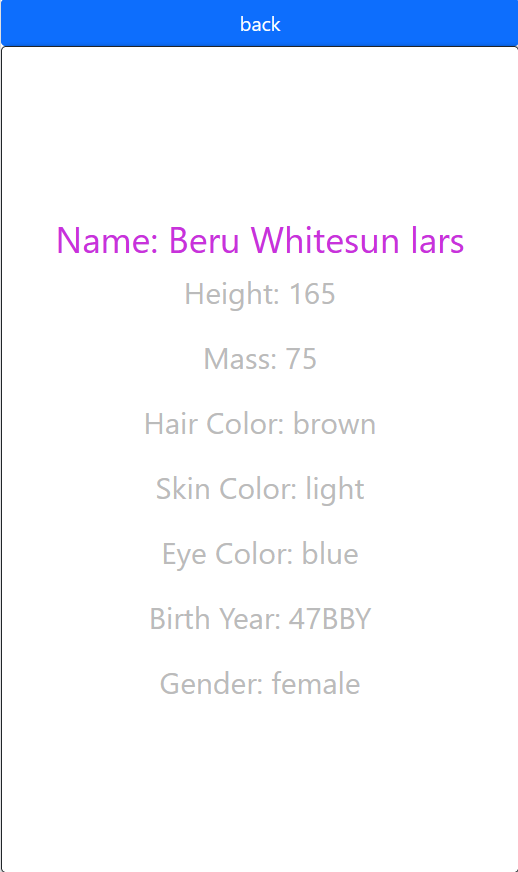 back
Name: Beru Whitesun lars
Height: 165
Mass: 75
Hair Color: brown
Skin Color: light
Eye Color: blue
Birth Year: 47BBY
Gender: female